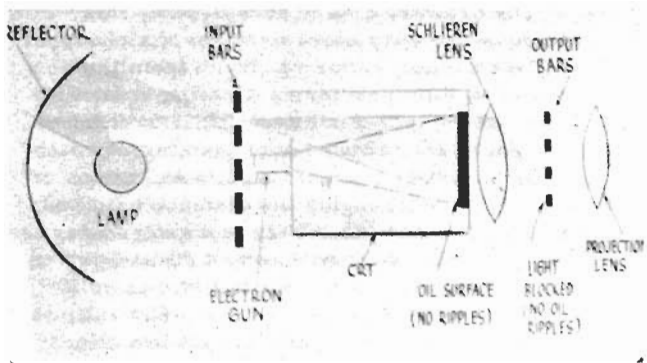 REFLECTOR
INPUT
BARS
SCHLIEREN
LENS
OUTPUT
BARS
LAMP
ELECTRON
GUN
CRT
OIL SURFACE
(NO RIPPLES)
LIGHT
BLOCKED
(NO OIL
RIPPLES)
PROJECTION
LENS